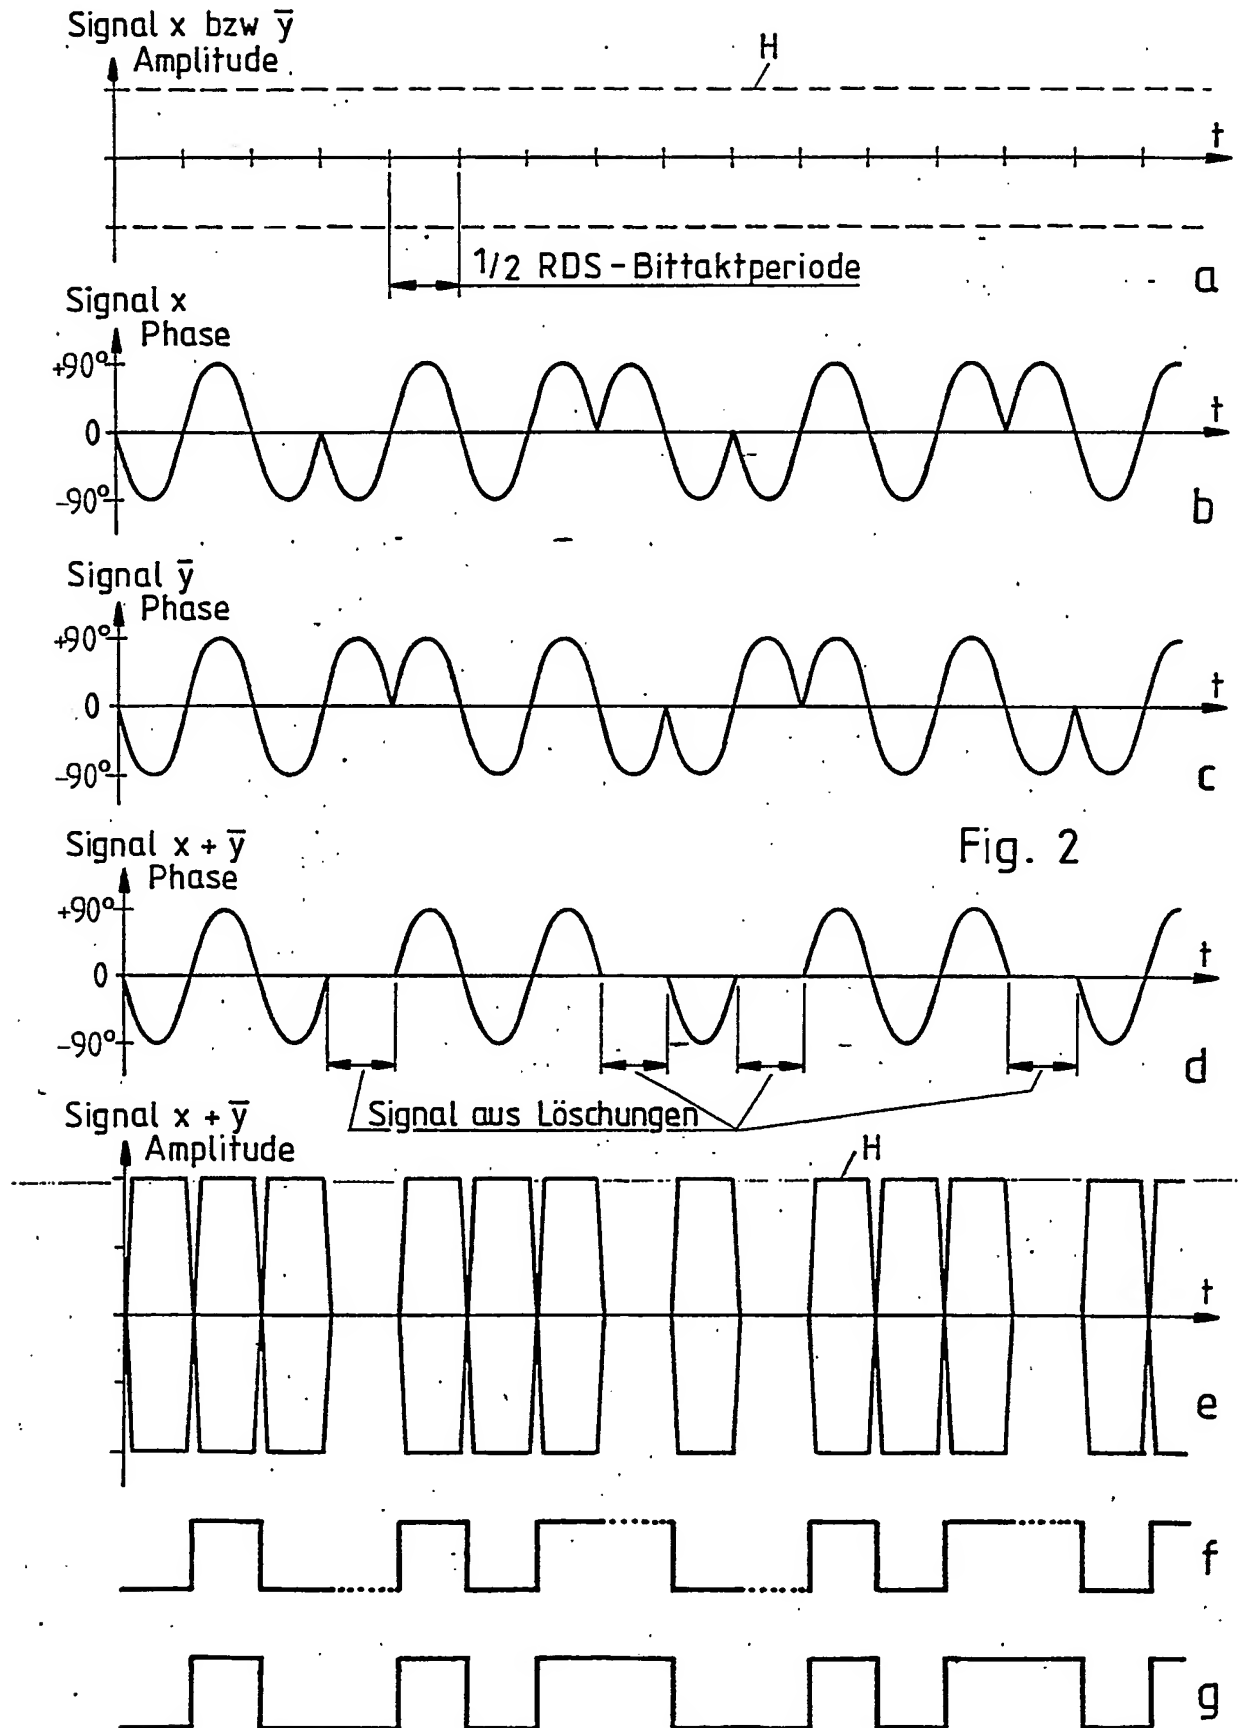 Signal x bzw ȳ
Amplitude
H
t
1/2 RDS-Bittaktperiode
a
Signal x
Phase
+90°
0
-90°
t
b
Signal ȳ
Phase
+90°
0
-90°
t
c
Fig. 2
Signal x + ȳ
Phase
+90°
0
-90°
t
d
Signal aus Löschungen
Signal x + ȳ
Amplitude
H
t
e
f
g